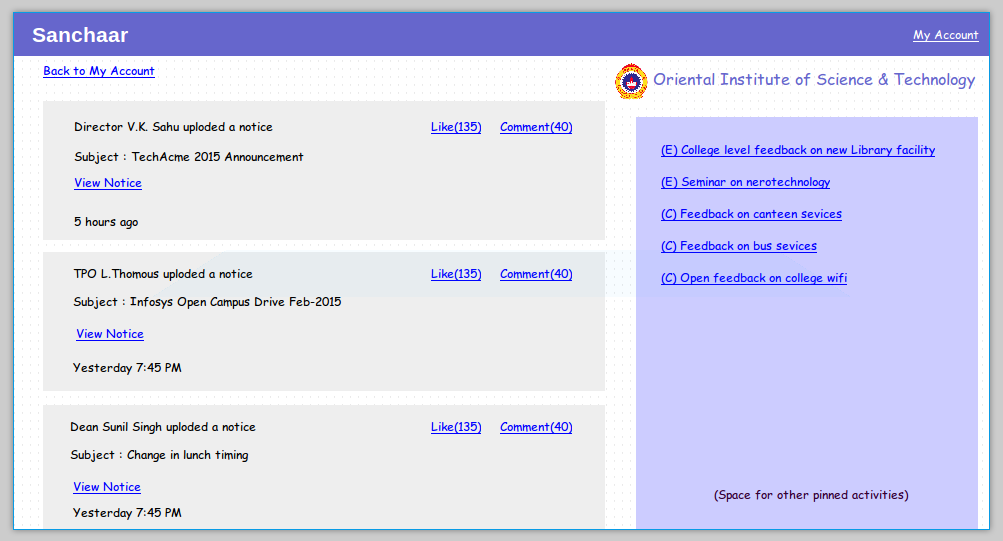 Sanchaar
My Account
Back to My Account
Oriental Institute of Science & Technology
Director V.K. Sahu uploded a notice
Like(135)
Comment(40)
Subject : TechAcme 2015 Announcement
View Notice
5 hours ago
TPO L.Thomous uploded a notice
Like(135)
Comment(40)
Subject : Infosys Open Campus Drive Feb-2015
View Notice
Yesterday 7:45 PM
Dean Sunil Singh uploded a notice
Like(135)
Comment(40)
Subject : Change in lunch timing
View Notice
Yesterday 7:45 PM
(E) College level feedback on new Library facility
(E) Seminar on nerotechnology
(C) Feedback on canteen sevices
(C) Feedback on bus sevices
(C) Open feedback on college wifi
(Space for other pinned activities)